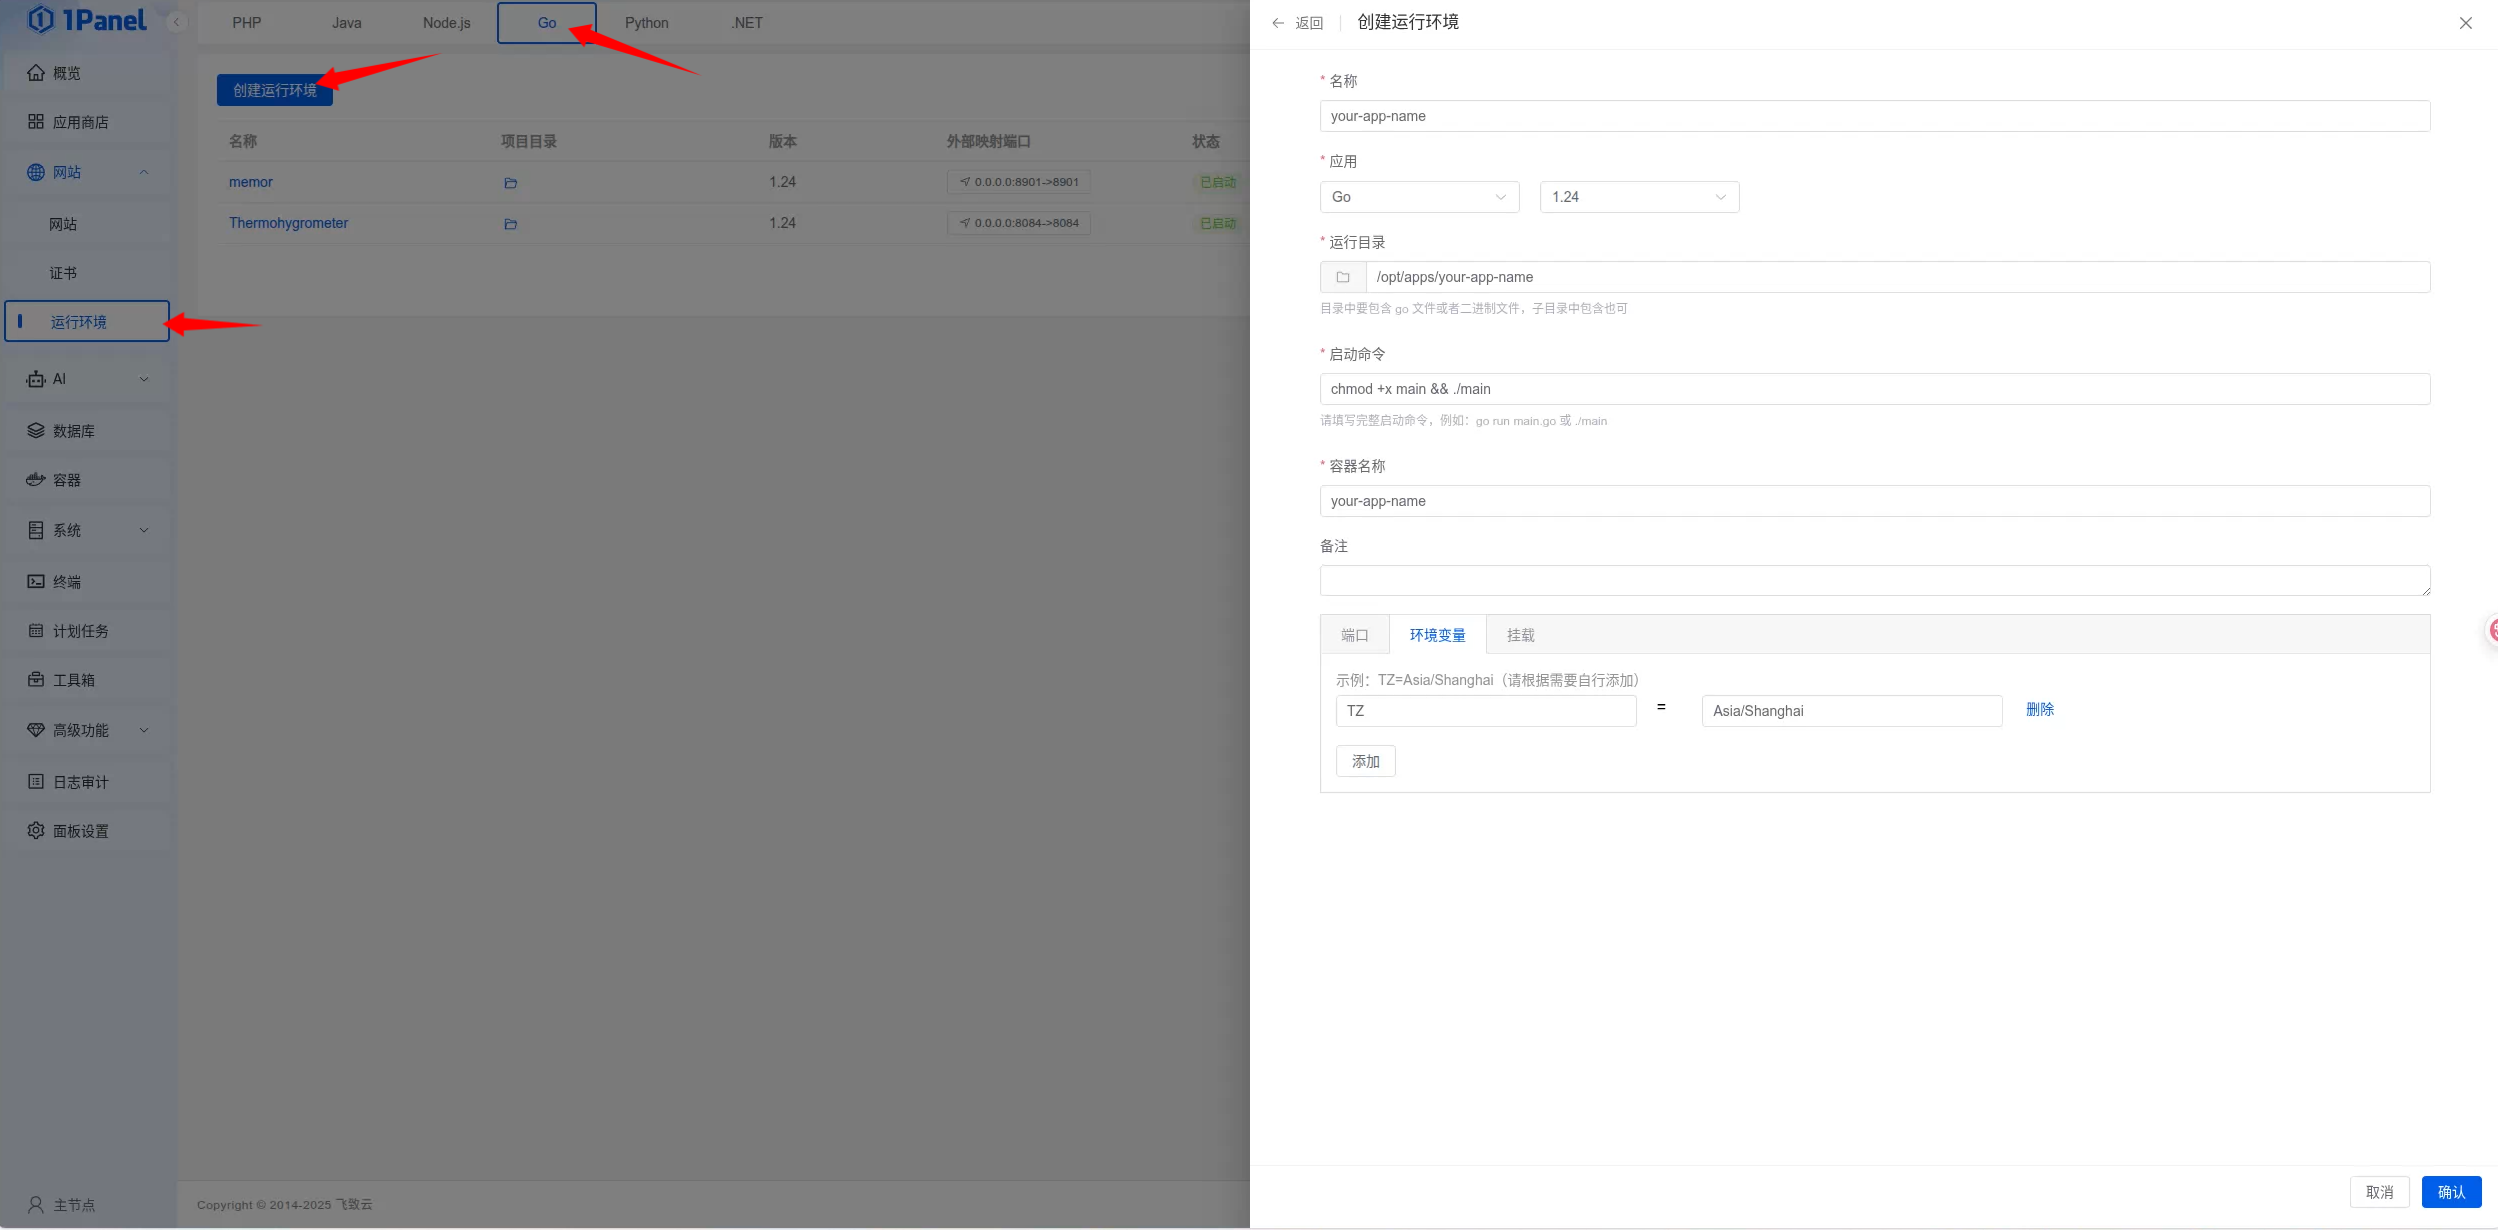 1Panel
概览
应用商店
网站
网站
证书
运行环境
AI
数据库
容器
系统
终端
计划任务
工具箱
高级功能
日志审计
面板设置
主节点
PHP Java Node.js Go Python .NET
创建运行环境
名称 项目目录 版本 外部映射端口 状态
memor 1.24 0.0.0.0:8901->8901 已启动
Thermohygrometer 1.24 0.0.0.0:8084->8084 已启动
Copyright © 2014-2025 飞致云
返回 创建运行环境
* 名称
your-app-name
* 应用
Go 1.24
* 运行目录
/opt/apps/your-app-name
目录中要包含 go 文件或者二进制文件，子目录中包含也可
* 启动命令
chmod +x main && ./main
请填写完整启动命令，例如：go run main.go 或 ./main
* 容器名称
your-app-name
备注
端口 环境变量 挂载
示例：TZ=Asia/Shanghai（请根据需要自行添加）
TZ = Asia/Shanghai 删除
添加
取消 确认